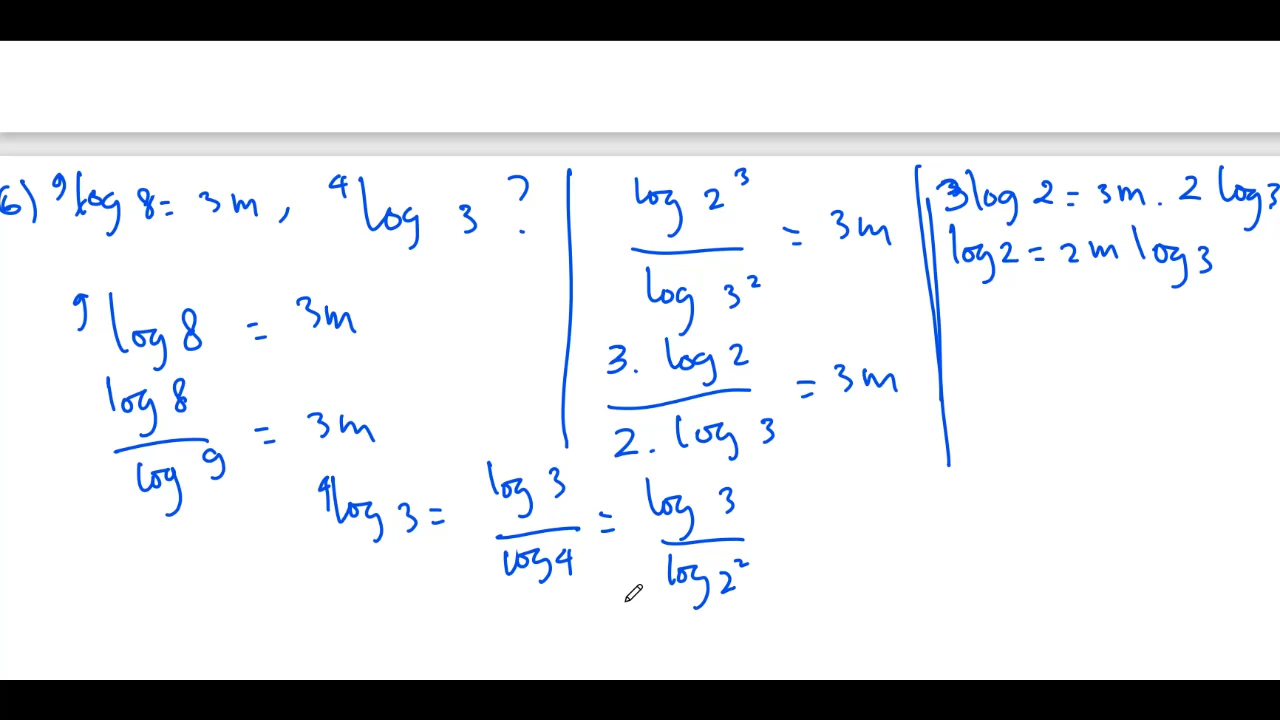 6) ⁹log 8 = 3m, ⁴log 3 ?
⁹log 8 = 3m
log 8 / log 9 = 3m
log 2³ / log 3² = 3m
3. log 2 / 2. log 3 = 3m
3log 2 = 3m . 2 log 3
log 2 = 2m log 3
⁴log 3 = log 3 / log 4 = log 3 / log 2²